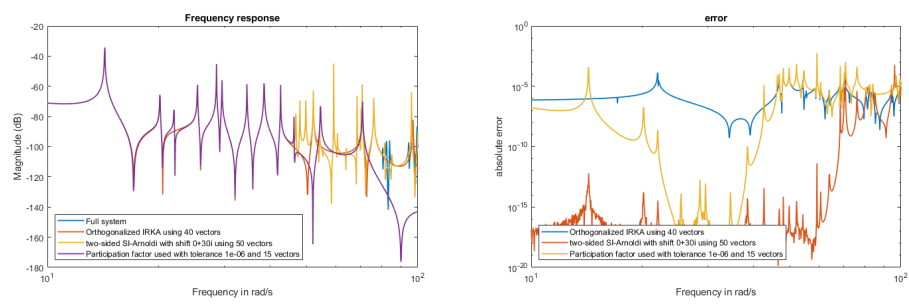 Frequency response
-20
-40
-60
-80
-100
-120
-140
-160
-180
Magnitude (dB)
Full system
Orthogonalized IRKA using 40 vectors
two-sided SI-Arnoldi with shift 0+30i using 50 vectors
Participation factor used with tolerance 1e-06 and 15 vectors
10^1
10^2
Frequency in rad/s
error
10^0
10^-5
10^-10
10^-15
10^-20
absolute error
Orthogonalized IRKA using 40 vectors
two-sided SI-Arnoldi with shift 0+30i using 50 vectors
Participation factor used with tolerance 1e-06 and 15 vectors
10^1
10^2
Frequency in rad/s